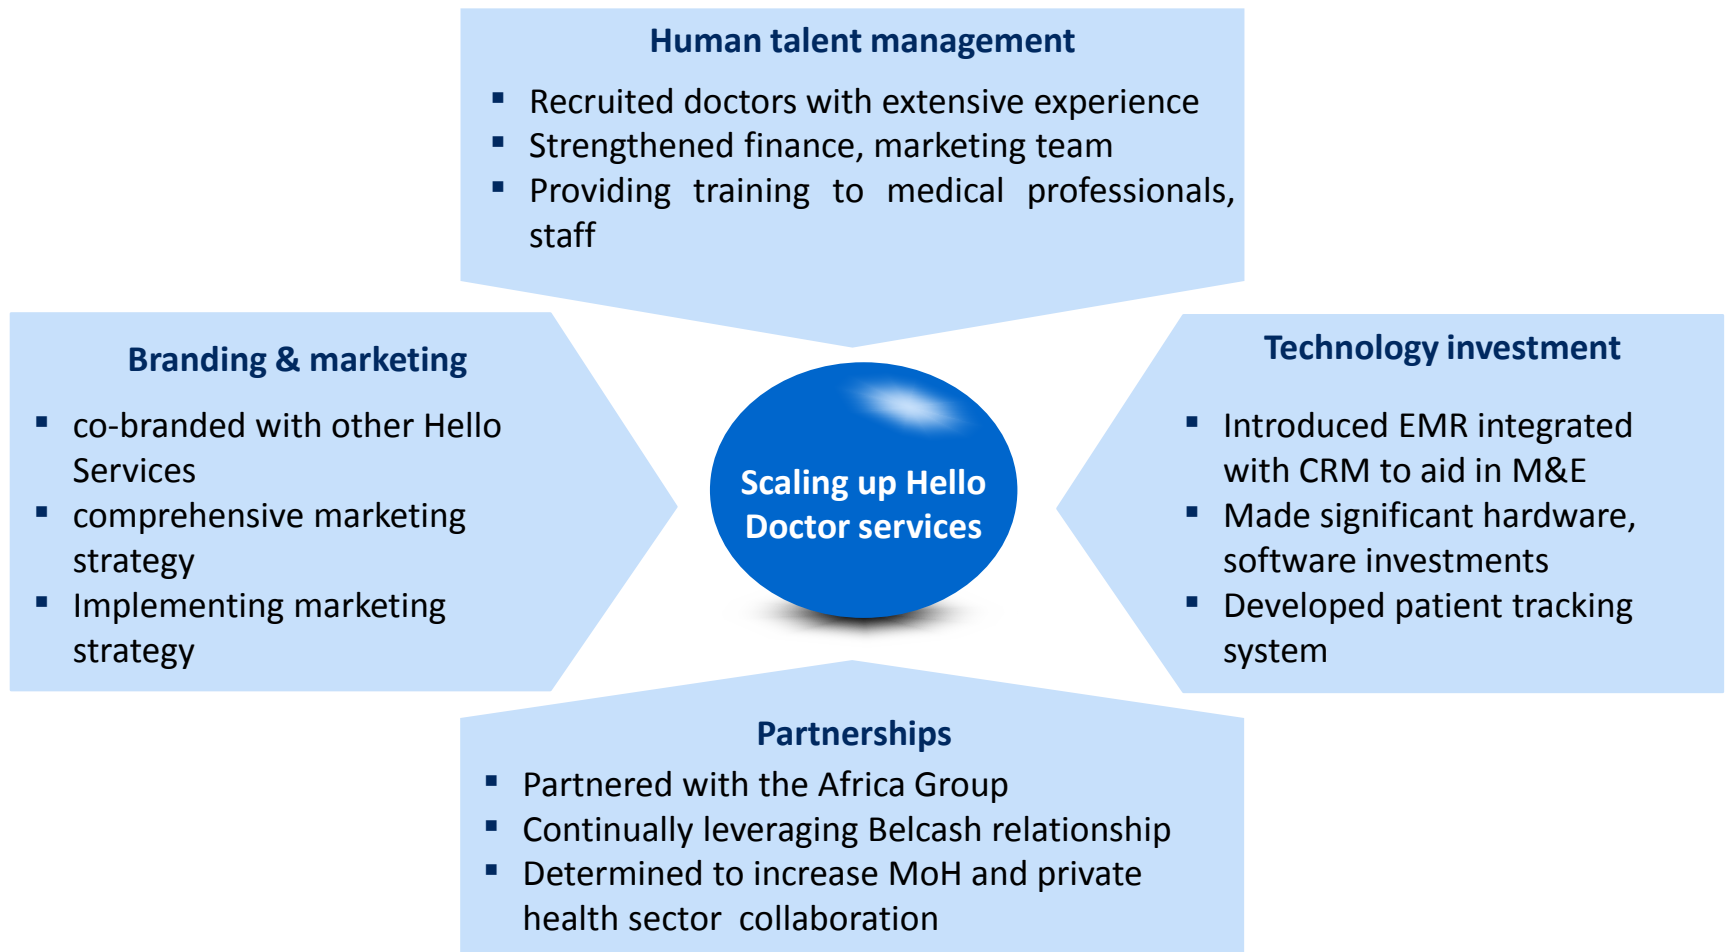 Human talent management
▪ Recruited doctors with extensive experience
▪ Strengthened finance, marketing team
▪ Providing training to medical professionals,
staff
Branding & marketing
▪ co-branded with other Hello
Services
▪ comprehensive marketing
strategy
▪ Implementing marketing
strategy
Scaling up Hello
Doctor services
Technology investment
▪ Introduced EMR integrated
with CRM to aid in M&E
▪ Made significant hardware,
software investments
▪ Developed patient tracking
system
Partnerships
▪ Partnered with the Africa Group
▪ Continually leveraging Belcash relationship
▪ Determined to increase MoH and private
health sector  collaboration